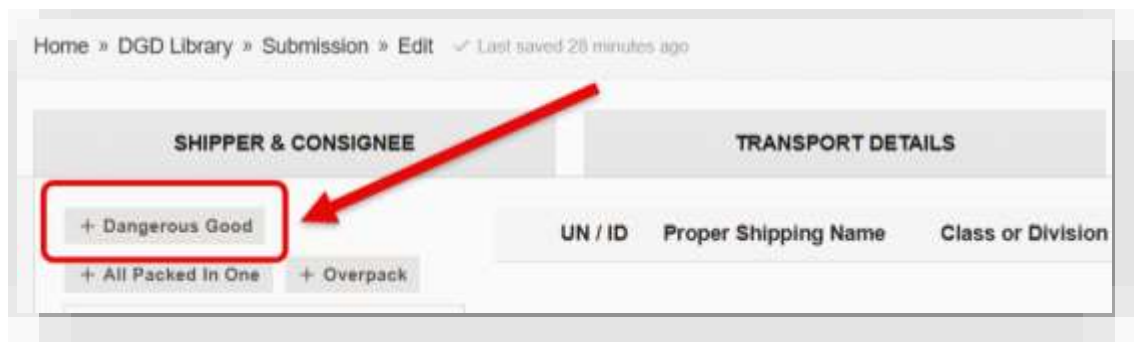 Home » DGD Library » Submission » Edit ✓ Last saved 28 minutes ago
SHIPPER & CONSIGNEE TRANSPORT DETAILS
+ Dangerous Good
UN / ID Proper Shipping Name Class or Division
+ All Packed In One + Overpack